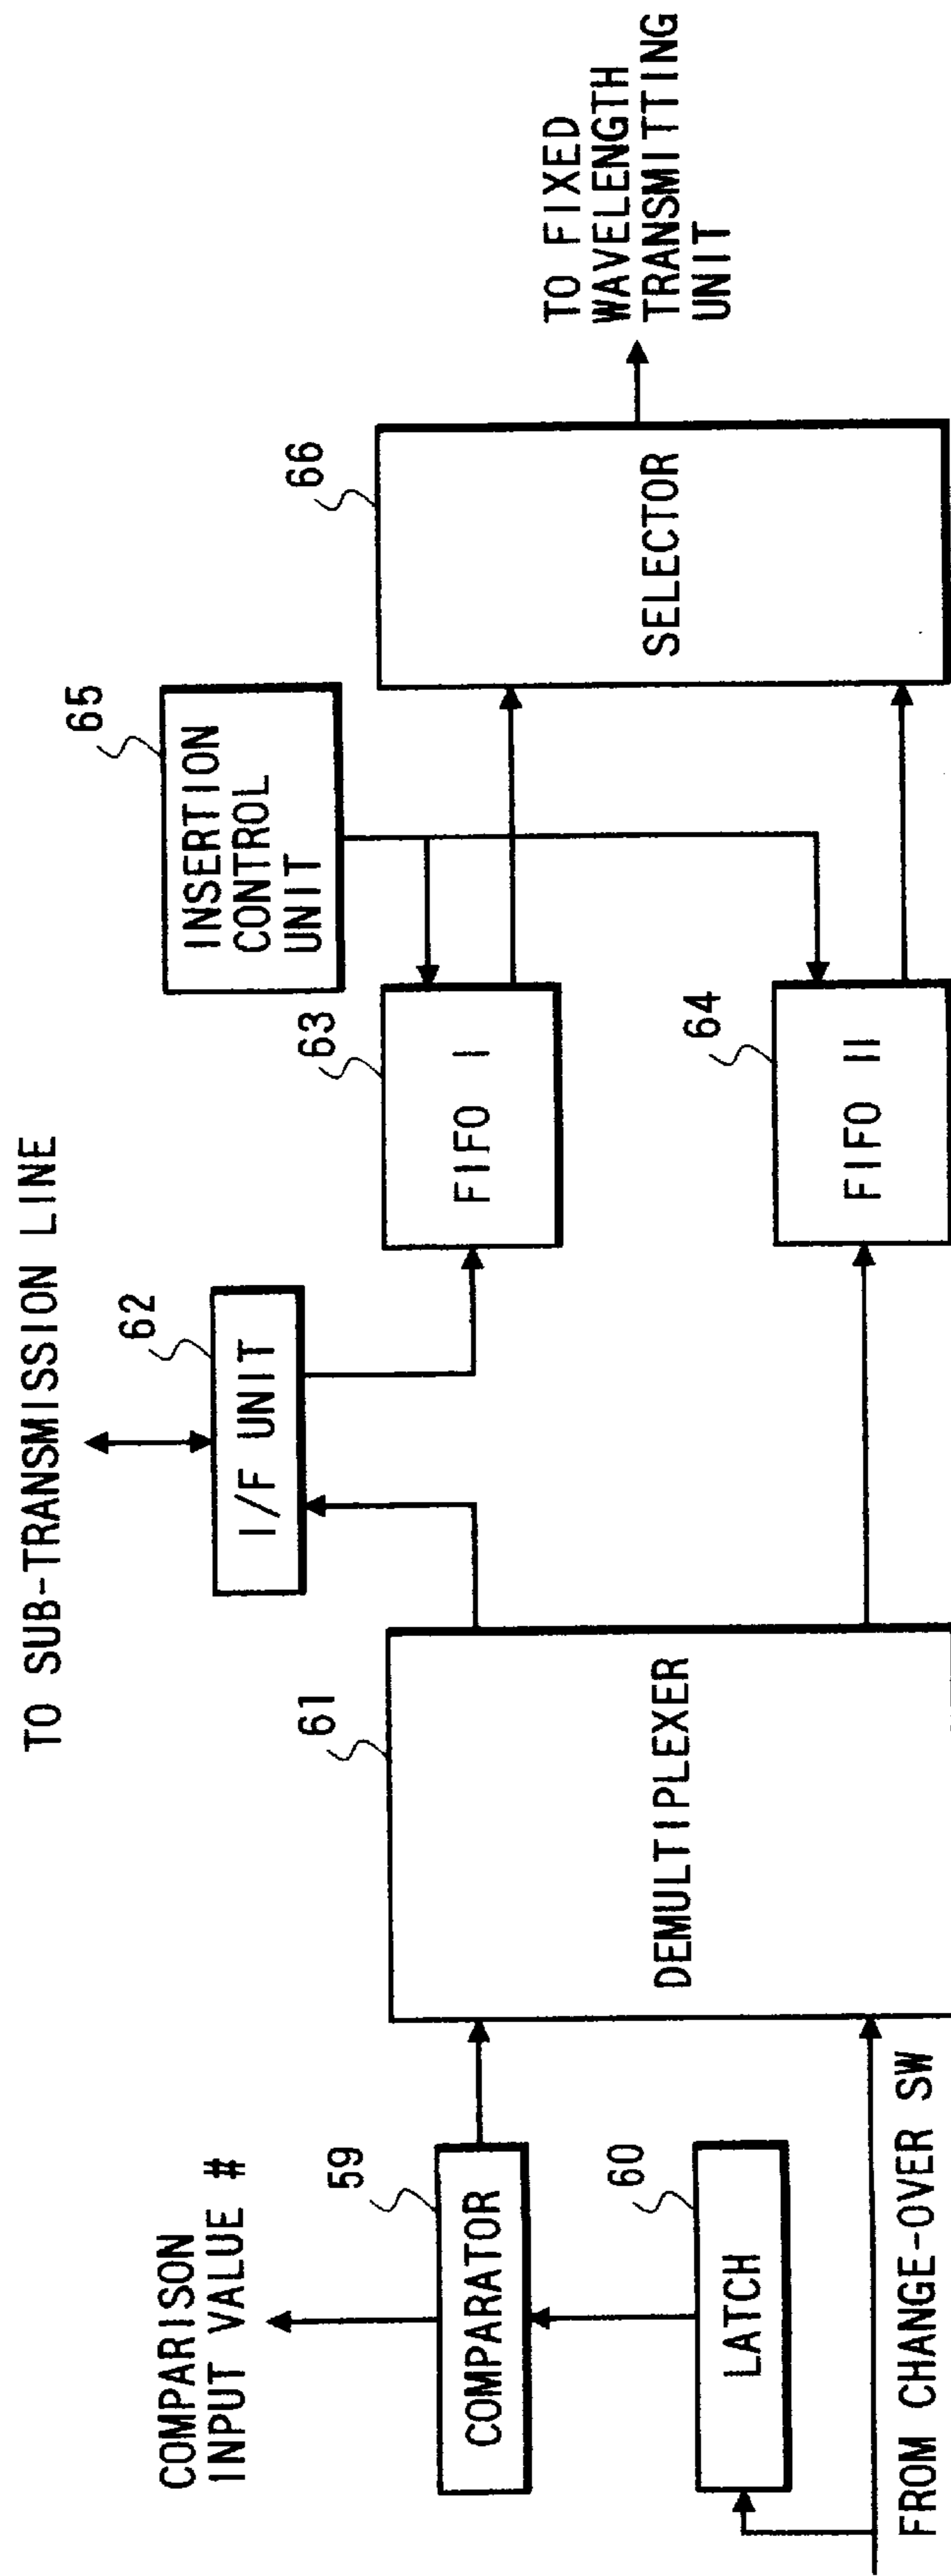 TO SUB-TRANSMISSION LINE
COMPARISON
INPUT VALUE #
59
COMPARATOR
60
LATCH
FROM CHANGE-OVER SW
61
DEMULTIPLEXER
62
I/F UNIT
63
FIFO I
64
FIFO II
65
INSERTION
CONTROL
UNIT
66
SELECTOR
TO FIXED
WAVELENGTH
TRANSMITTING
UNIT